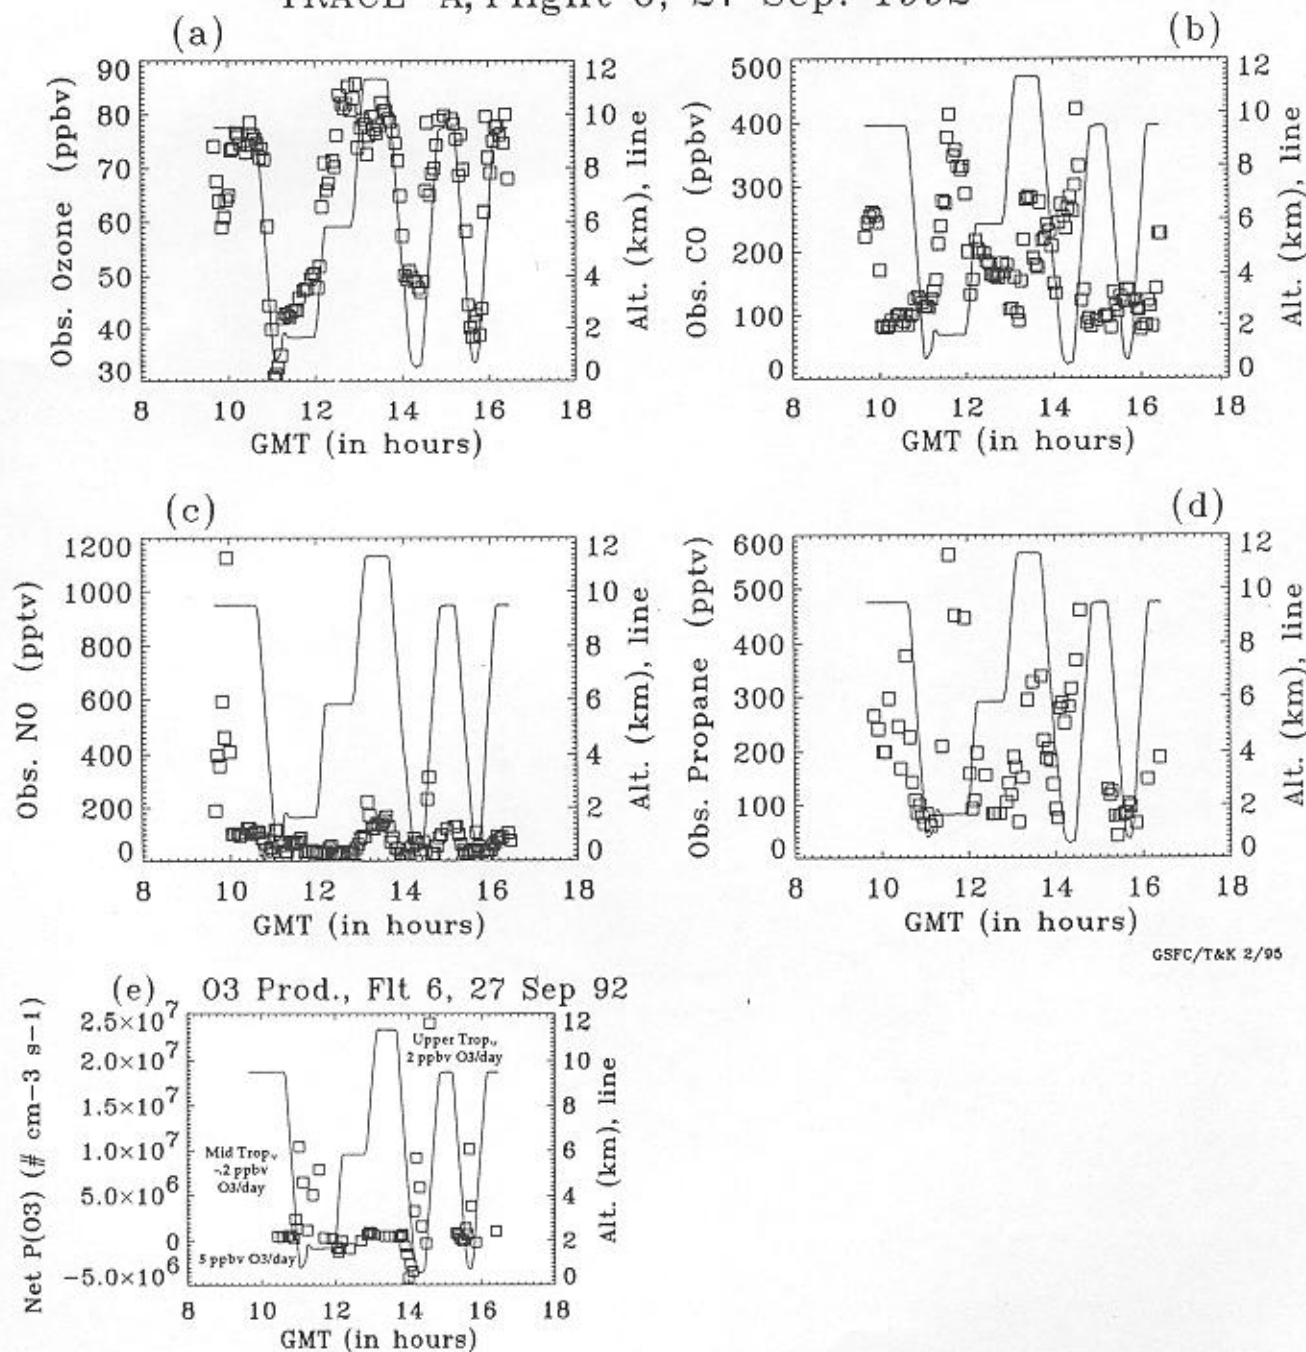 TRACE-A, Flight 6, 27 Sep. 1992
(a)
Obs. Ozone (ppbv)
90
80
70
60
50
40
30
12
10
8
6
4
2
0
Alt. (km), line
8 10 12 14 16 18
GMT (in hours)
(b)
Obs. CO (ppbv)
500
400
300
200
100
0
12
10
8
6
4
2
0
Alt. (km), line
8 10 12 14 16 18
GMT (in hours)
(c)
Obs. NO (pptv)
1200
1000
800
600
400
200
0
12
10
8
6
4
2
0
Alt. (km), line
8 10 12 14 16 18
GMT (in hours)
(d)
Obs. Propane (pptv)
600
500
400
300
200
100
0
12
10
8
6
4
2
0
Alt. (km), line
8 10 12 14 16 18
GMT (in hours)
GSFC/T&K 2/95
(e) O3 Prod., Flt 6, 27 Sep 92
Net P(O3) (# cm-3 s-1)
2.5×10^7
2.0×10^7
1.5×10^7
1.0×10^7
5.0×10^6
0
-5.0×10^6
Upper Trop.,
2 ppbv O3/day
Mid Trop.,
-.2 ppbv
O3/day
5 ppbv O3/day
12
10
8
6
4
2
0
Alt. (km), line
8 10 12 14 16 18
GMT (in hours)